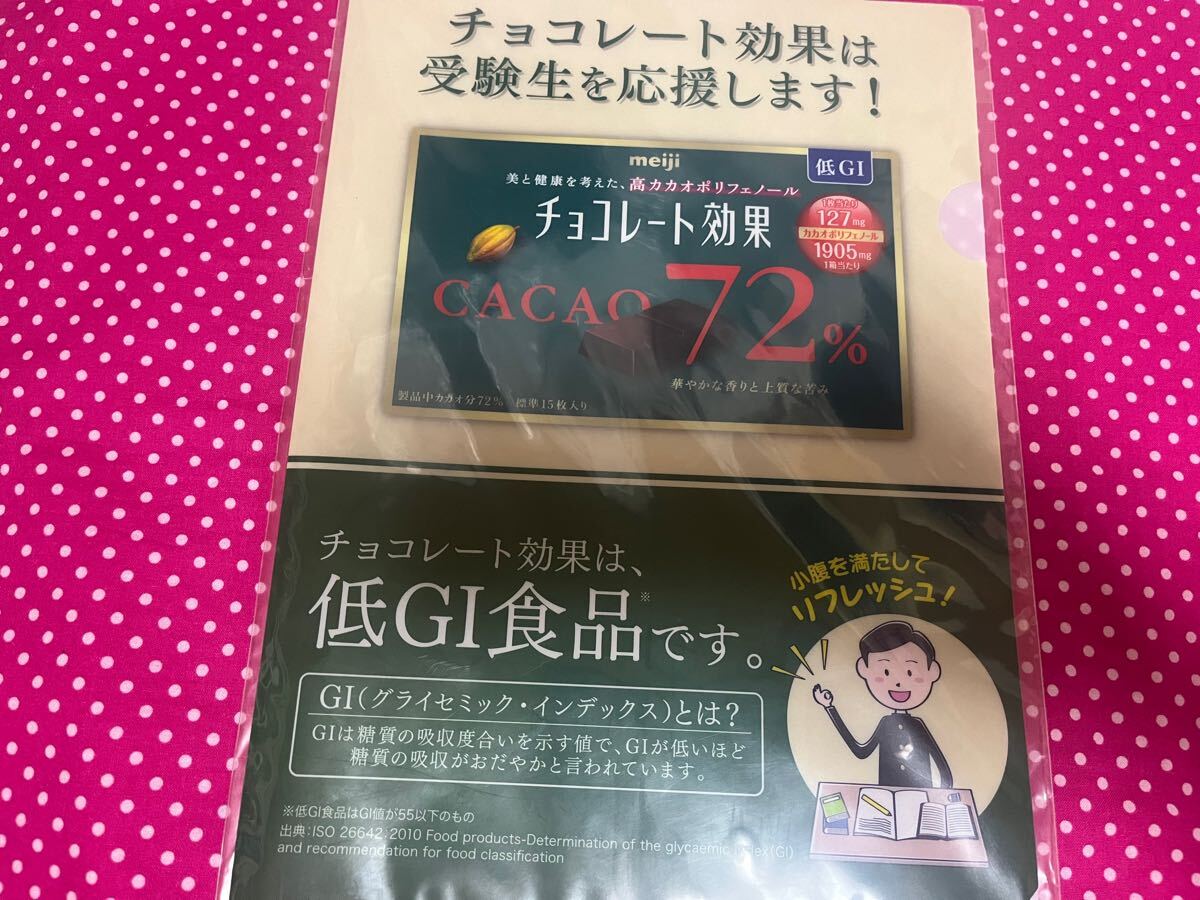 チョコレート効果は
受験生を応援します!
meiji
低GI
美と健康を考えた、高カカオポリフェノール
チョコレート効果
1枚当たり
127mg
カカオポリフェノール
1905mg
1箱当たり
CACAO 72%
華やかな香りと上質な苦み
製品中カカオ分72% 標準15枚入り
チョコレート効果は、
低GI食品※です。
小腹を満たして
リフレッシュ!
GI(グライセミック・インデックス)とは?
GIは糖質の吸収度合いを示す値で、GIが低いほど
糖質の吸収がおだやかと言われています。
※低GI食品はGI値が55以下のもの
出典:ISO 26642:2010 Food products-Determination of the glycaemic index(GI)
and recommendation for food classification